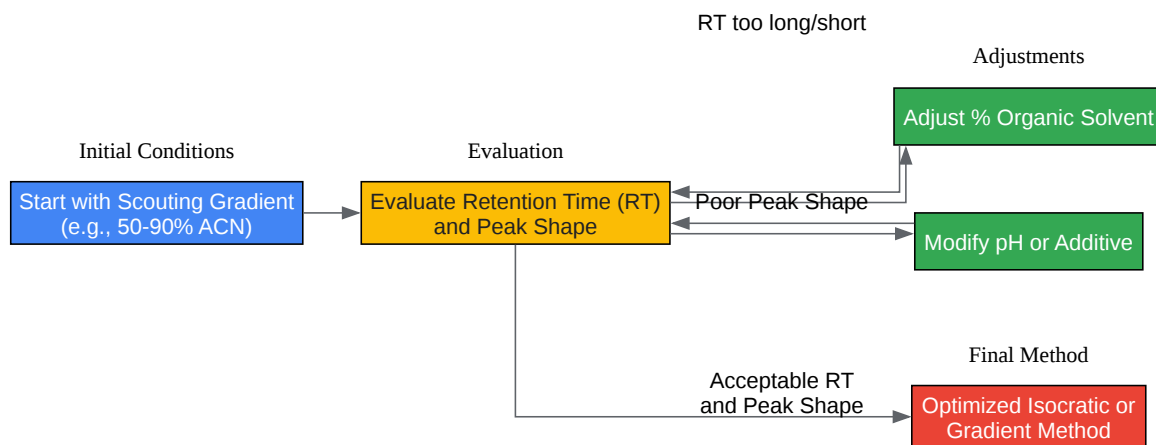 RT too long/short
Adjustments
Adjust % Organic Solvent
Initial Conditions
Evaluation
Start with Scouting Gradient
(e.g., 50-90% ACN)
Evaluate Retention Time (RT)
and Peak Shape
Poor Peak Shape
Modify pH or Additive
Final Method
Acceptable RT
and Peak Shape
Optimized Isocratic or
Gradient Method